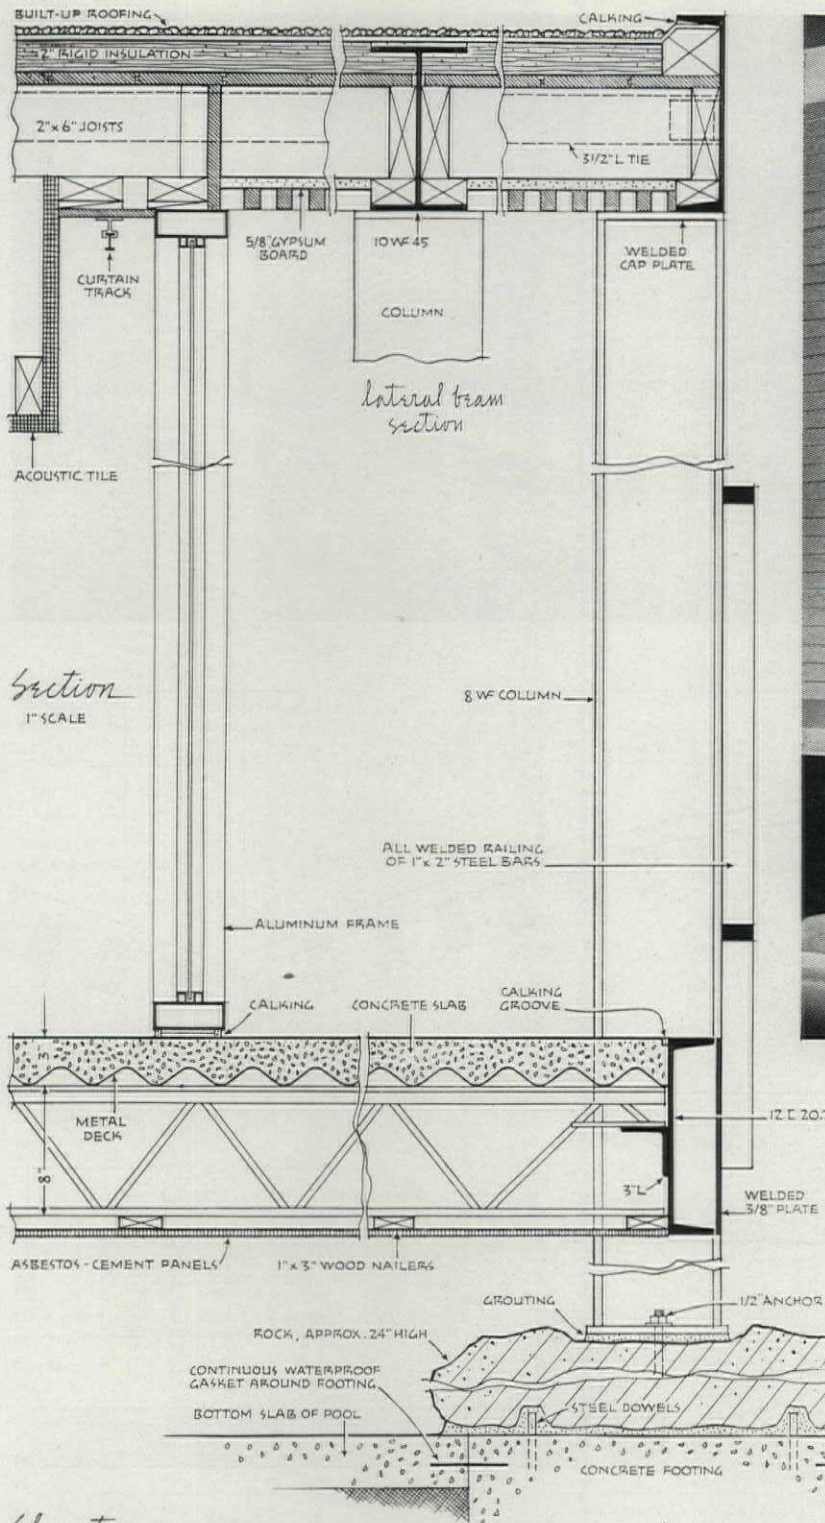 BUILT-UP ROOFING
CALKING
2" RIGID INSULATION
2" x 6" JOISTS
3 1/2" L TIE
5/8" GYPSUM
BOARD
10 WF 45
WELDED
CAP PLATE
CURTAIN
TRACK
COLUMN
lateral beam
section
ACOUSTIC TILE
Section
1" SCALE
8 WF COLUMN
ALL WELDED RAILING
OF 1" x 2" STEEL BARS
ALUMINUM FRAME
CALKING
CONCRETE SLAB
CALKING
GROOVE
3
METAL
DECK
12 [ 20.7
8"
3" L
WELDED
3/8" PLATE
ASBESTOS - CEMENT PANELS
1" x 3" WOOD NAILERS
GROUTING
1/2" ANCHOR
ROCK, APPROX. 24" HIGH
CONTINUOUS WATERPROOF
GASKET AROUND FOOTING
STEEL DOWELS
BOTTOM SLAB OF POOL
CONCRETE FOOTING